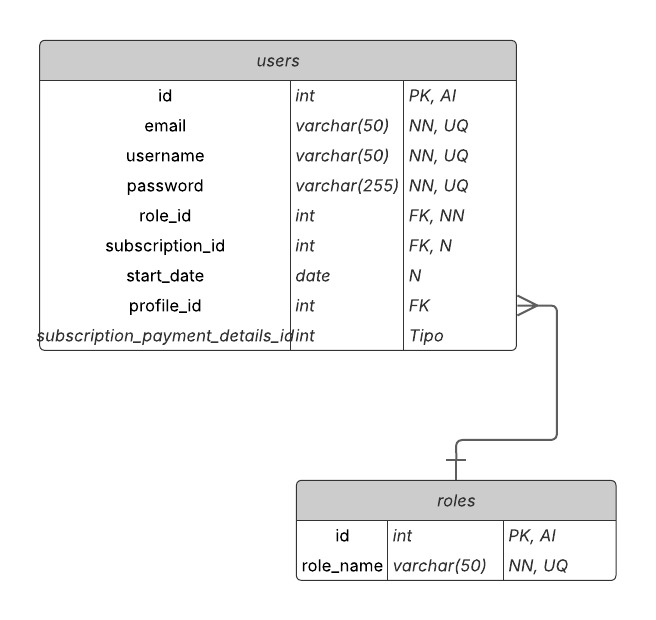 users
id int PK, AI
email varchar(50) NN, UQ
username varchar(50) NN, UQ
password varchar(255) NN, UQ
role_id int FK, NN
subscription_id int FK, N
start_date date N
profile_id int FK
subscription_payment_details_id int Tipo
roles
id int PK, AI
role_name varchar(50) NN, UQ